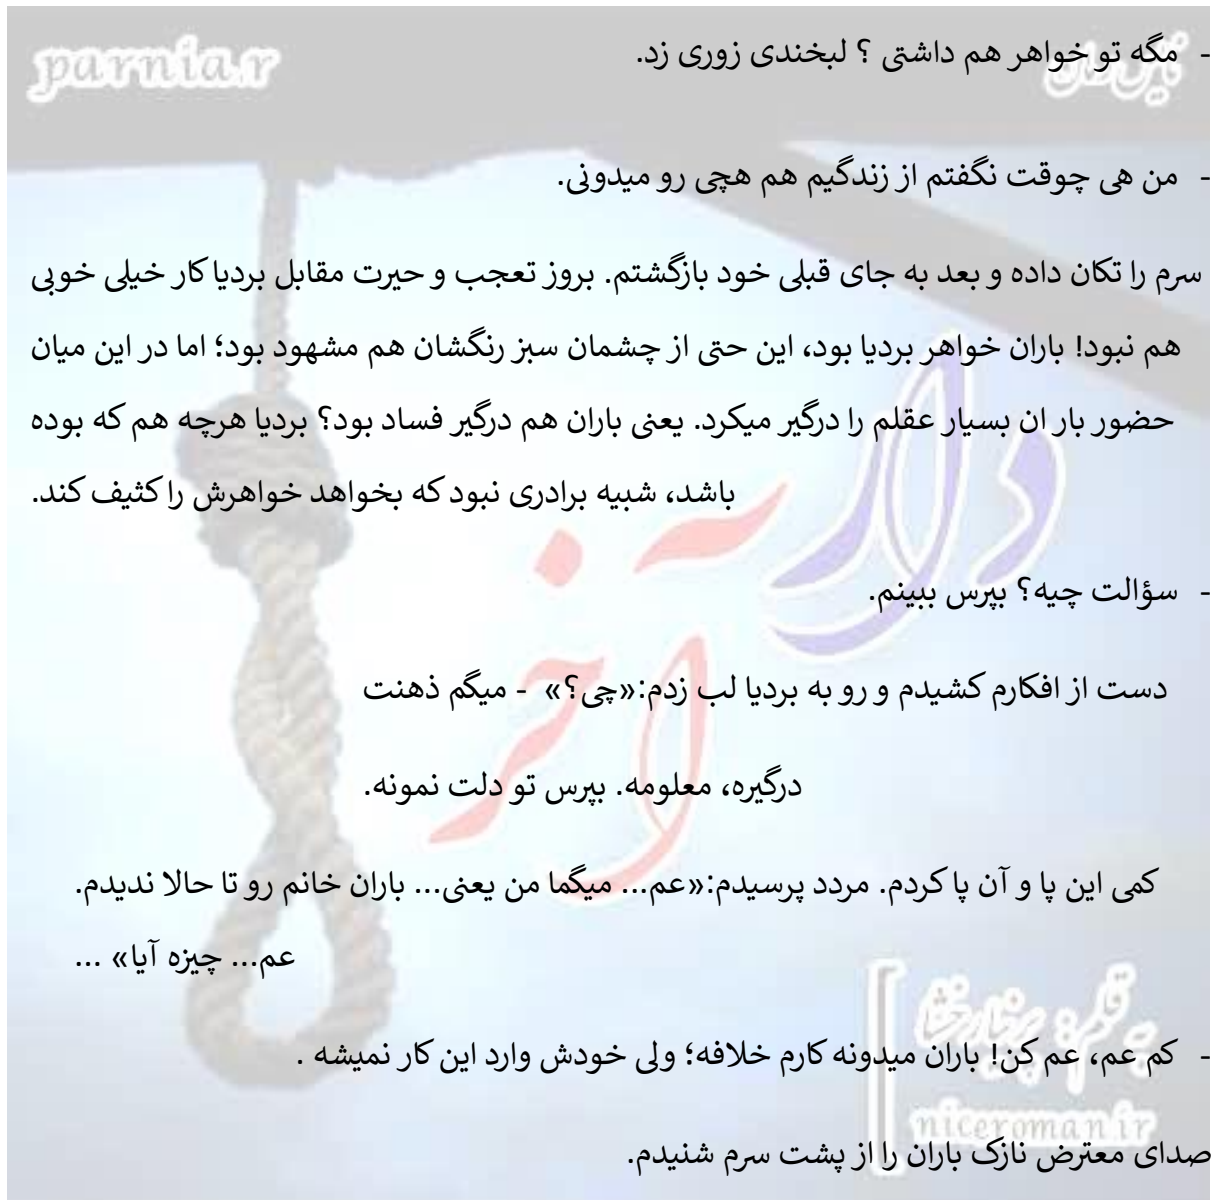 parnia.r
- مگه تو خواهر هم داشتی ؟ لبخندی زوری زد.
- من هی چوقت نگفتم از زندگیم هم هچی رو میدونی.
سرم را تکان داده و بعد به جای قبلی خود بازگشتم. بروز تعجب و حیرت مقابل بردیا کار خیلی خوبی
هم نبود! باران خواهر بردیا بود، این حتی از چشمان سبز رنگشان هم مشهود بود؛ اما در این میان
حضور بار ان بسیار عقلم را درگیر میکرد. یعنی باران هم درگیر فساد بود؟ بردیا هرچه هم که بوده
باشد، شبیه برادری نبود که بخواهد خواهرش را کثیف کند.
دار آخر
- سؤالت چیه؟ بپرس ببینم.
دست از افکارم کشیدم و رو به بردیا لب زدم:«چی؟» - میگم ذهنت
درگیره، معلومه. بپرس تو دلت نمونه.
کمی این پا و آن پا کردم. مردد پرسیدم:«عم... میگما من یعنی... باران خانم رو تا حالا ندیدم.
عم... چیزه آیا» ...
- کم عم، عم کن! باران میدونه کارم خلافه؛ ولی خودش وارد این کار نمیشه .
niceroman.ir
صدای معترض نازک باران را از پشت سرم شنیدم.